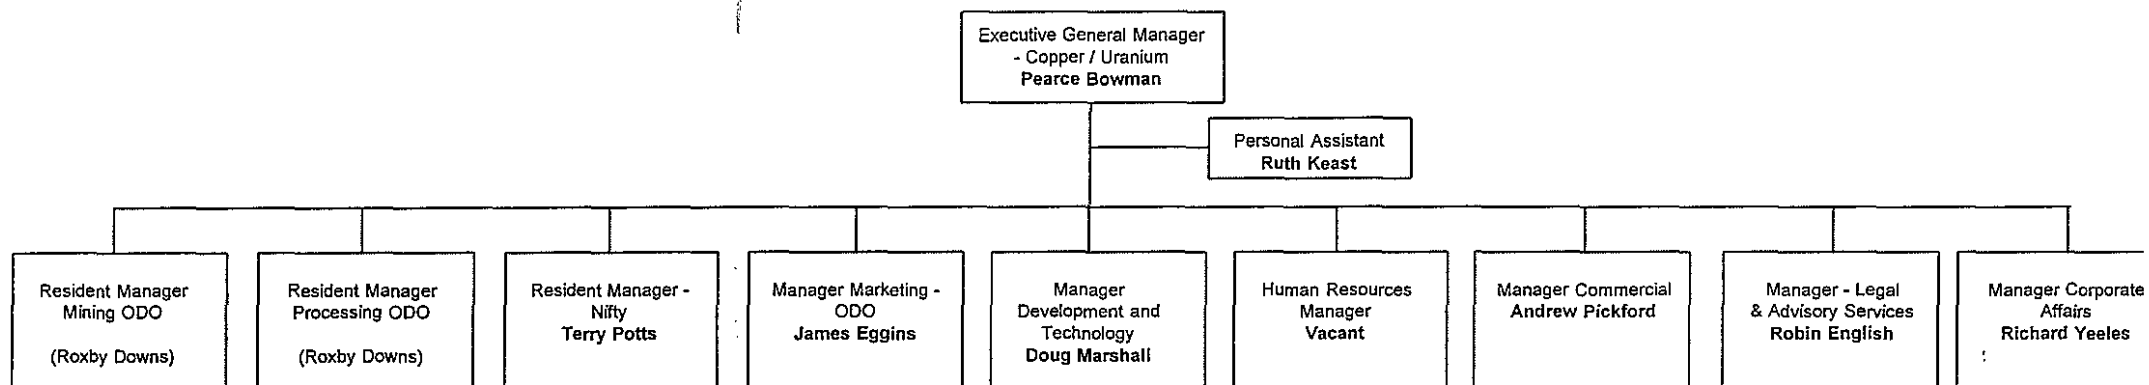 Executive General Manager
- Copper / Uranium
Pearce Bowman
Personal Assistant
Ruth Keast
Resident Manager
Mining ODO
(Roxby Downs)
Resident Manager
Processing ODO
(Roxby Downs)
Resident Manager -
Nifty
Terry Potts
Manager Marketing -
ODO
James Eggins
Manager
Development and
Technology
Doug Marshall
Human Resources
Manager
Vacant
Manager Commercial
Andrew Pickford
Manager - Legal
& Advisory Services
Robin English
Manager Corporate
Affairs
Richard Yeeles